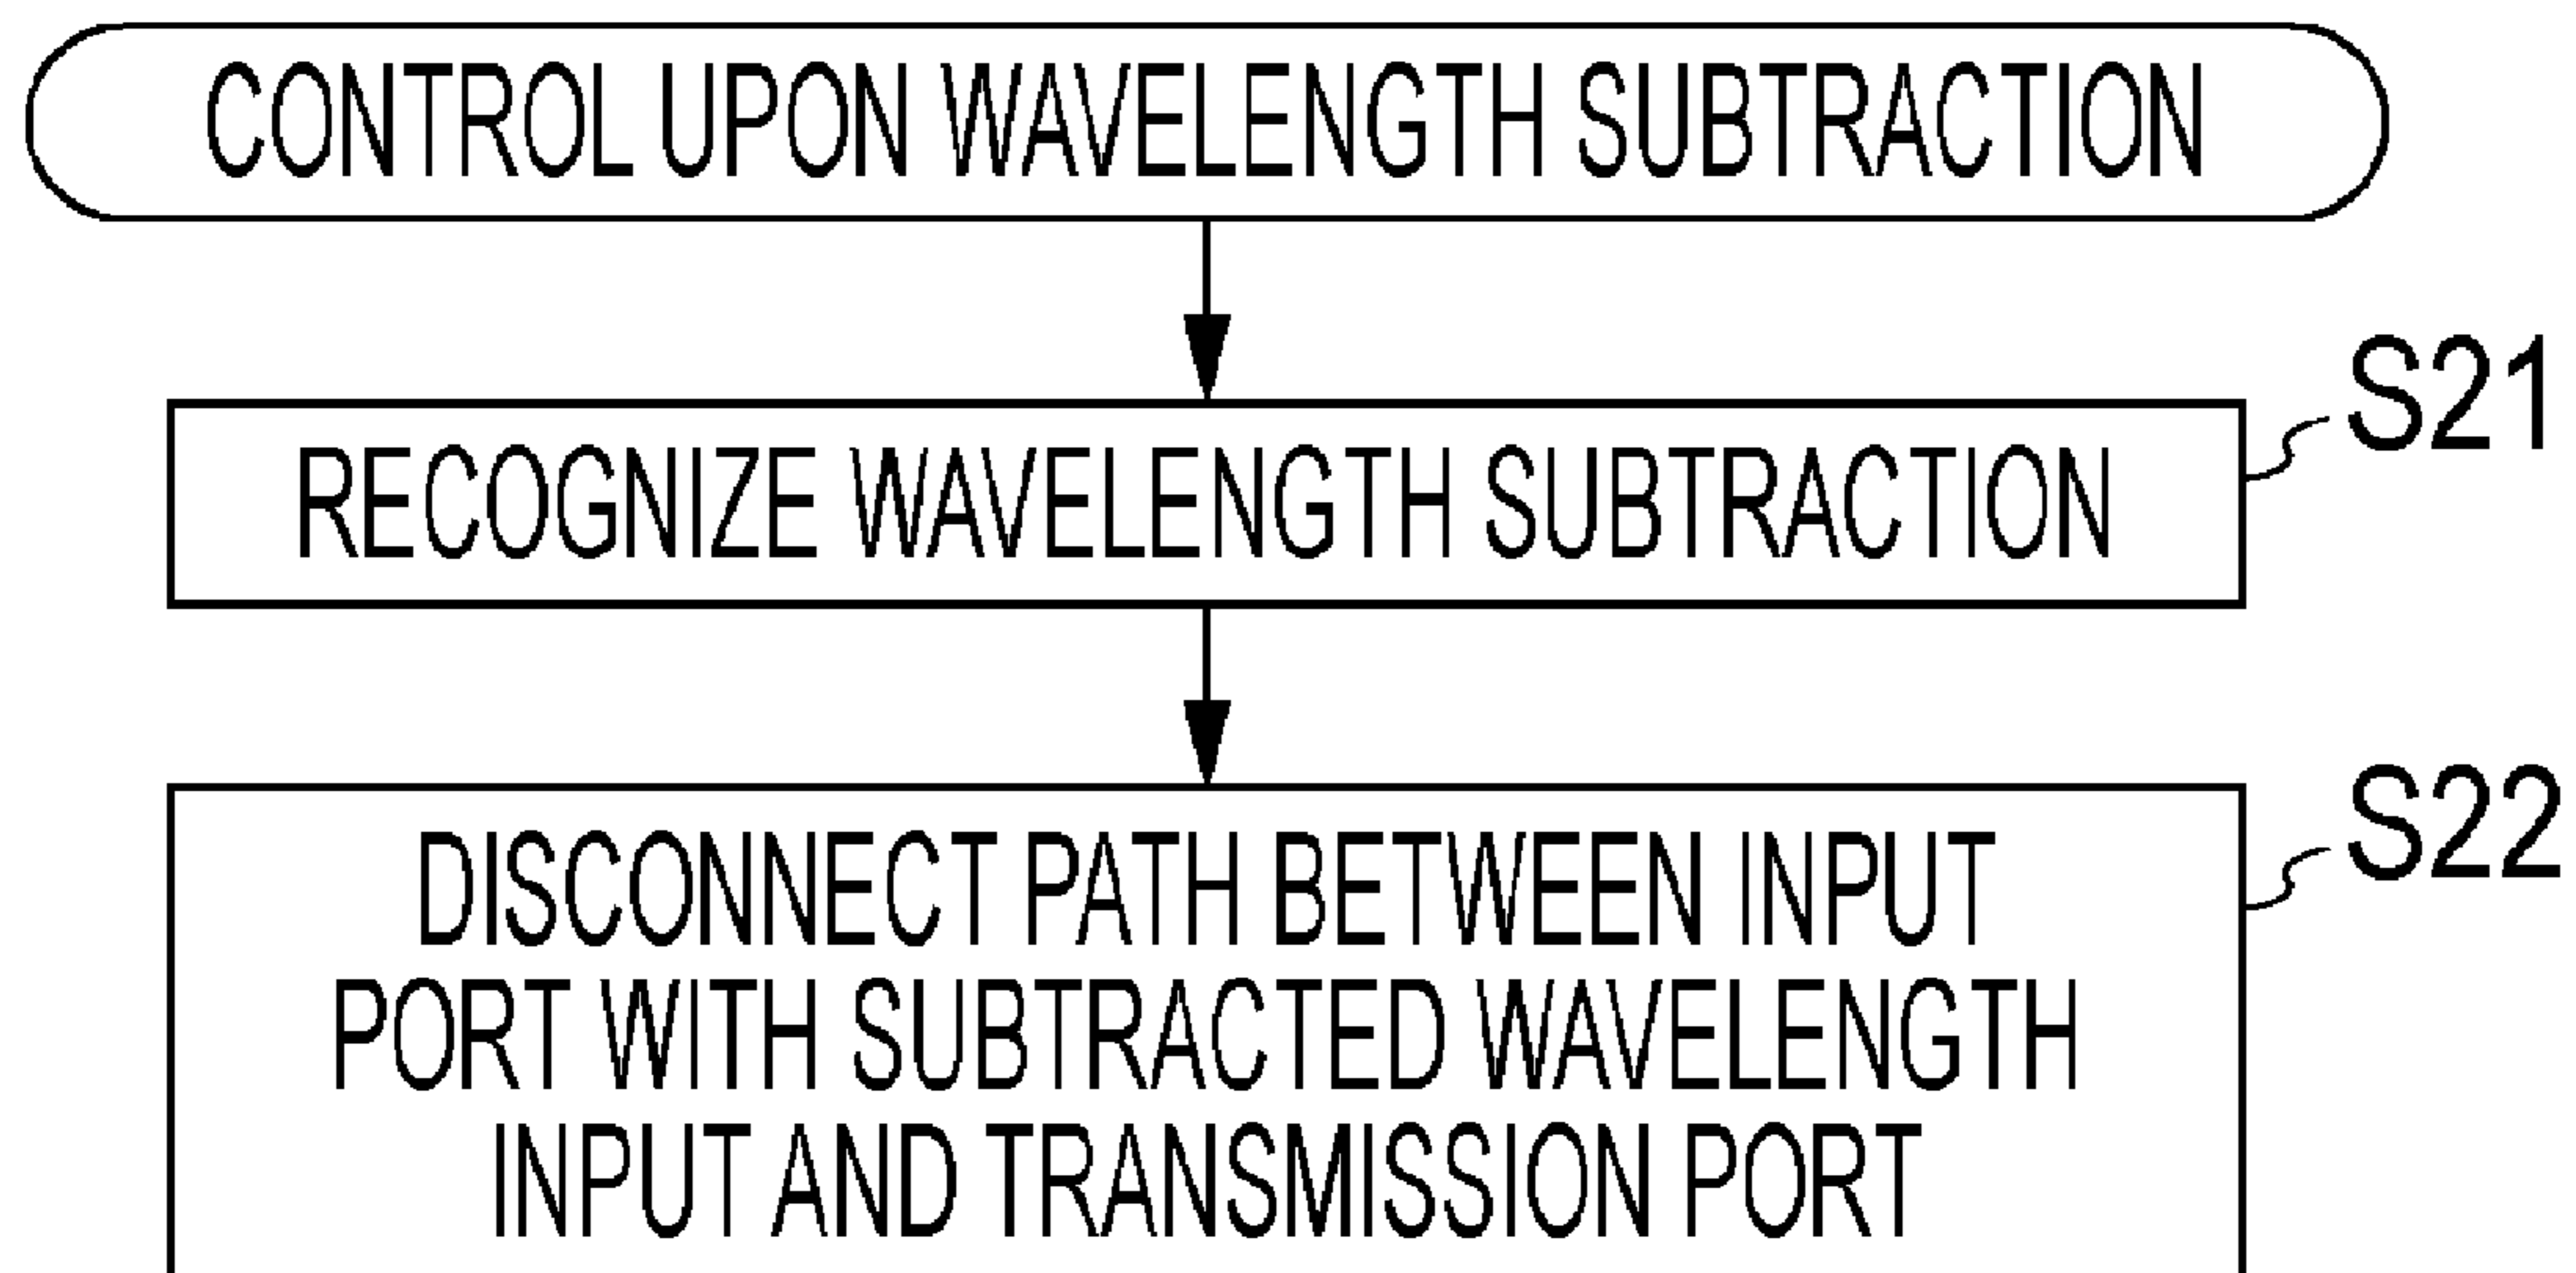 CONTROL UPON WAVELENGTH SUBTRACTION
S21
RECOGNIZE WAVELENGTH SUBTRACTION
S22
DISCONNECT PATH BETWEEN INPUT
PORT WITH SUBTRACTED WAVELENGTH
INPUT AND TRANSMISSION PORT